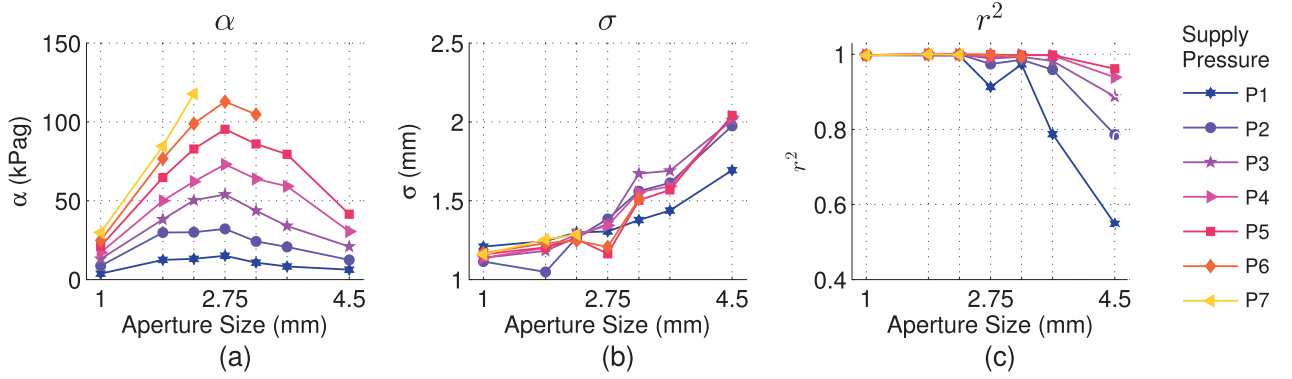 α
150
100
50
0
α (kPag)
1
2.75
4.5
Aperture Size (mm)
(a)
σ
2.5
2
1.5
1
σ (mm)
1
2.75
4.5
Aperture Size (mm)
(b)
r²
1
0.8
0.6
0.4
r²
1
2.75
4.5
Aperture Size (mm)
(c)
Supply
Pressure
P1
P2
P3
P4
P5
P6
P7